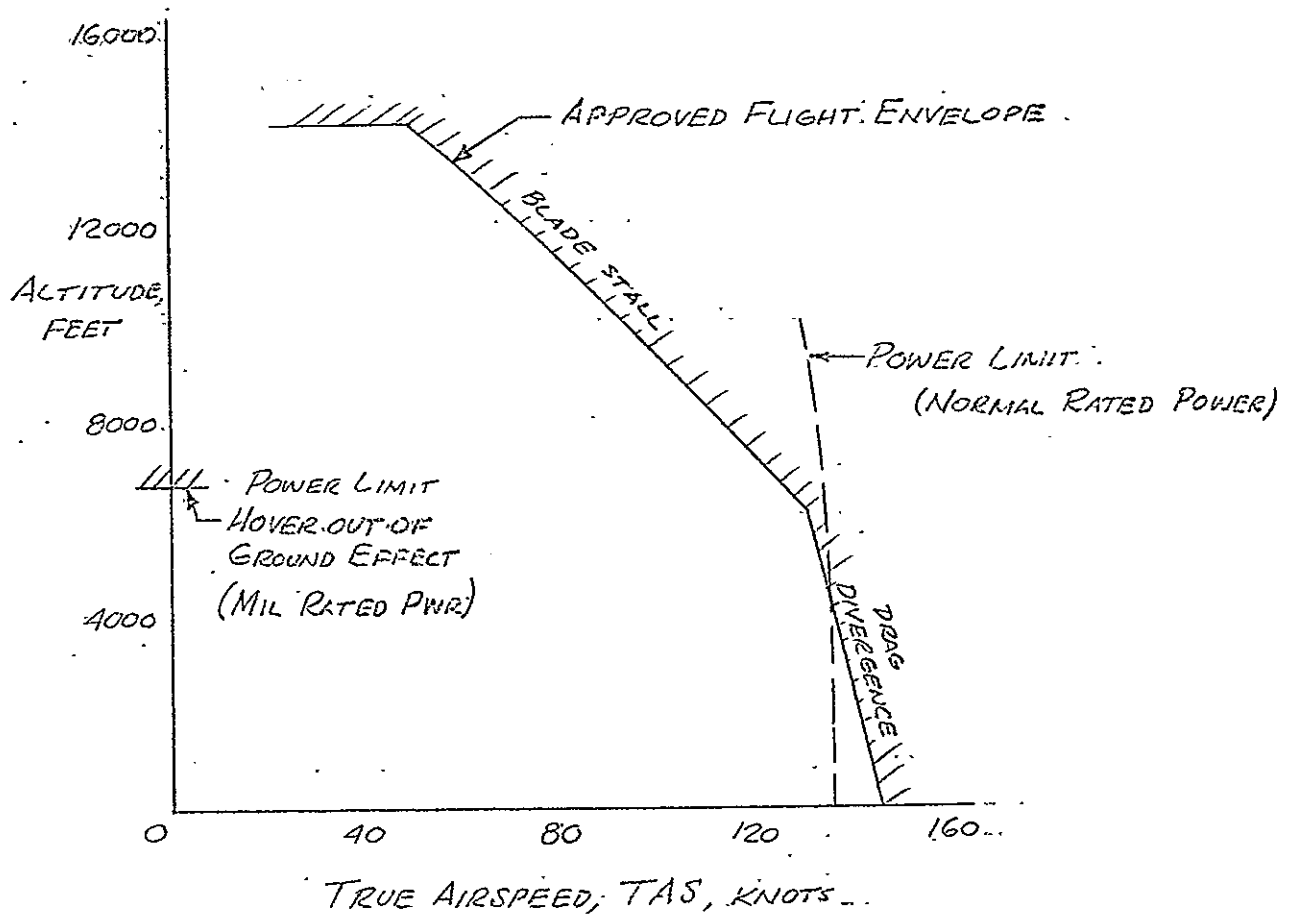 16,000
APPROVED FLIGHT ENVELOPE
12000
BLADE STALL
ALTITUDE,
FEET
POWER LIMIT
(NORMAL RATED POWER)
8000
POWER LIMIT
HOVER OUT OF
GROUND EFFECT
(MIL RATED PWR)
4000
DRAG
DIVERGENCE
0
40
80
120
160
TRUE AIRSPEED, TAS, KNOTS